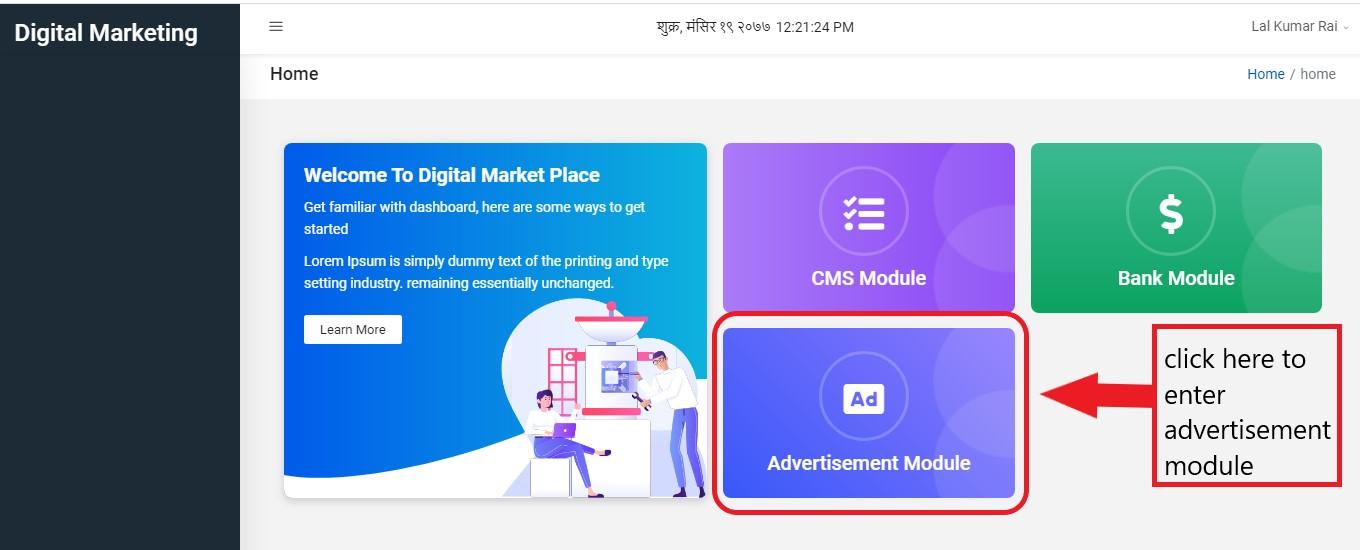 Digital Marketing
शुक्र, मंसिर १९ २०७७ 12:21:24 PM
Lal Kumar Rai
Home
Home / home
Welcome To Digital Market Place
Get familiar with dashboard, here are some ways to get
started
Lorem Ipsum is simply dummy text of the printing and type
setting industry. remaining essentially unchanged.
Learn More
CMS Module
Bank Module
Ad
Advertisement Module
click here to
enter
advertisement
module